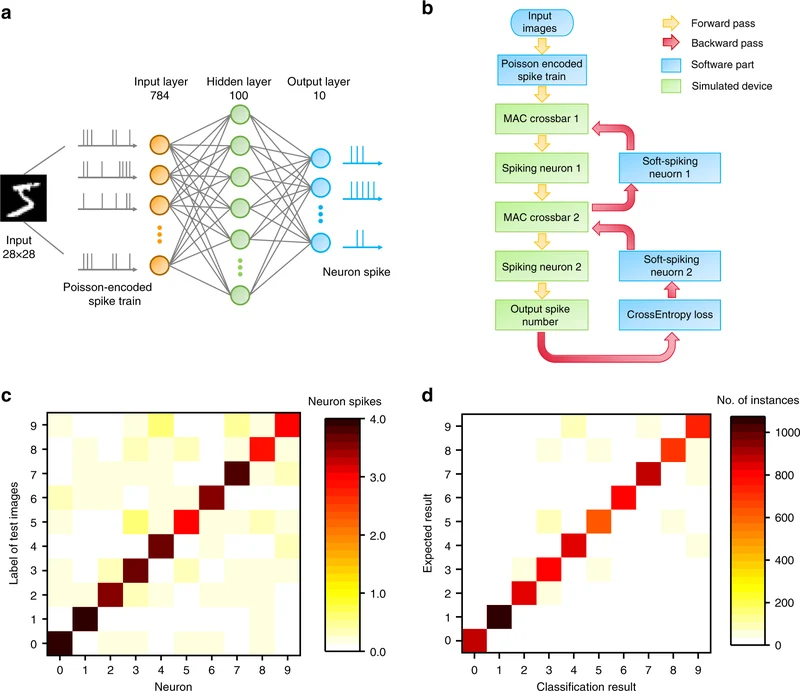 a
Input layer
784
Hidden layer
100
Output layer
10
Input
28×28
Poisson-encoded
spike train
Neuron spike
b
Input
images
Poisson encoded
spike train
MAC crossbar 1
Spiking neuron 1
MAC crossbar 2
Spiking neuron 2
Output spike
number
Soft-spiking
neuorn 1
Soft-spiking
neuorn 2
CrossEntropy loss
Forward pass
Backward pass
Software part
Simulated device
c
Neuron spikes
Label of test images
9
8
7
6
5
4
3
2
1
0
0 1 2 3 4 5 6 7 8 9
Neuron
4.0
3.0
2.0
1.0
0.0
d
No. of instances
Expected result
9
8
7
6
5
4
3
2
1
0
0 1 2 3 4 5 6 7 8 9
Classification result
1000
800
600
400
200
0